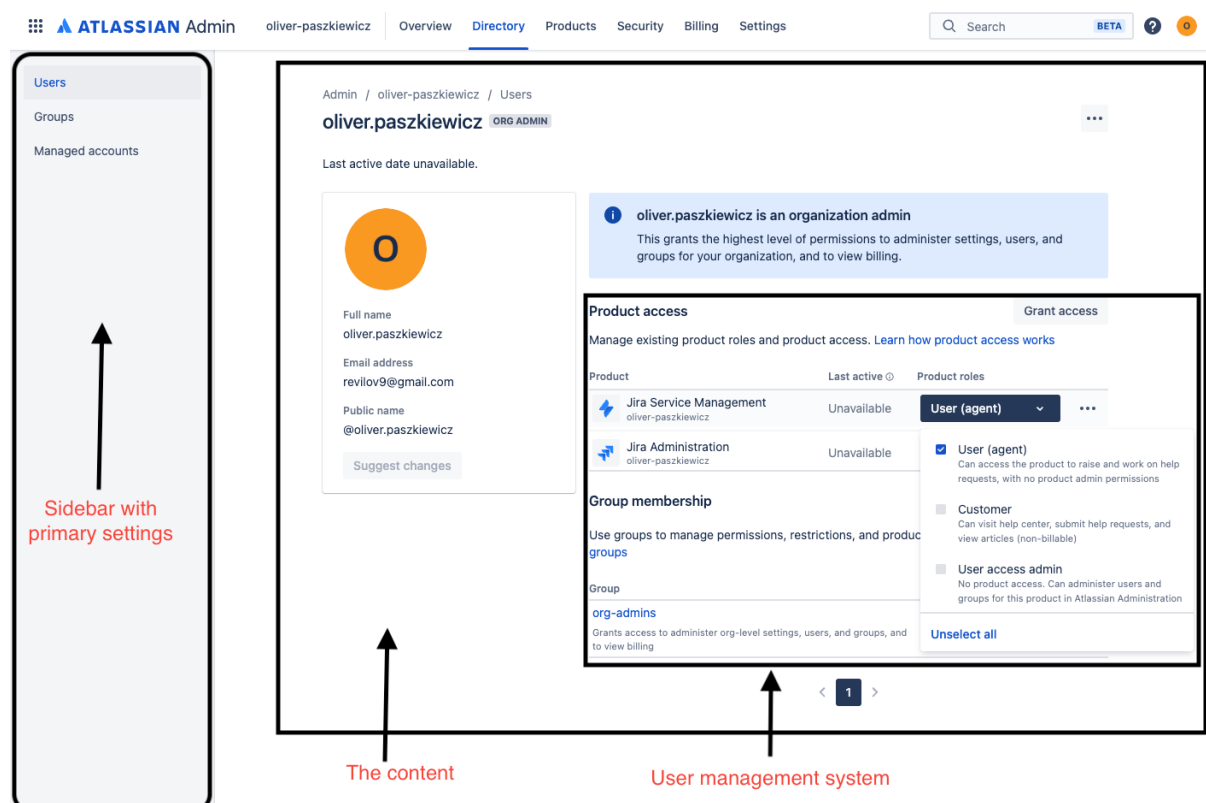 ATLASSIAN Admin
oliver-paszkiewicz
Overview
Directory
Products
Security
Billing
Settings
Search
BETA
?
O
Users
Groups
Managed accounts
Admin / oliver-paszkiewicz / Users
oliver.paszkiewicz ORG ADMIN
Last active date unavailable.
O
Full name
oliver.paszkiewicz
Email address
revilov9@gmail.com
Public name
@oliver.paszkiewicz
Suggest changes
oliver.paszkiewicz is an organization admin
This grants the highest level of permissions to administer settings, users, and
groups for your organization, and to view billing.
Product access
Grant access
Manage existing product roles and product access. Learn how product access works
Product
Last active
Product roles
Jira Service Management
oliver-paszkiewicz
Unavailable
User (agent)
Jira Administration
oliver-paszkiewicz
Unavailable
User (agent)
Can access the product to raise and work on help
requests, with no product admin permissions
Customer
Can visit help center, submit help requests, and
view articles (non-billable)
User access admin
No product access. Can administer users and
groups for this product in Atlassian Administration
Unselect all
Group membership
Use groups to manage permissions, restrictions, and produc
groups
Group
org-admins
Grants access to administer org-level settings, users, and groups, and
to view billing
1
Sidebar with
primary settings
The content
User management system